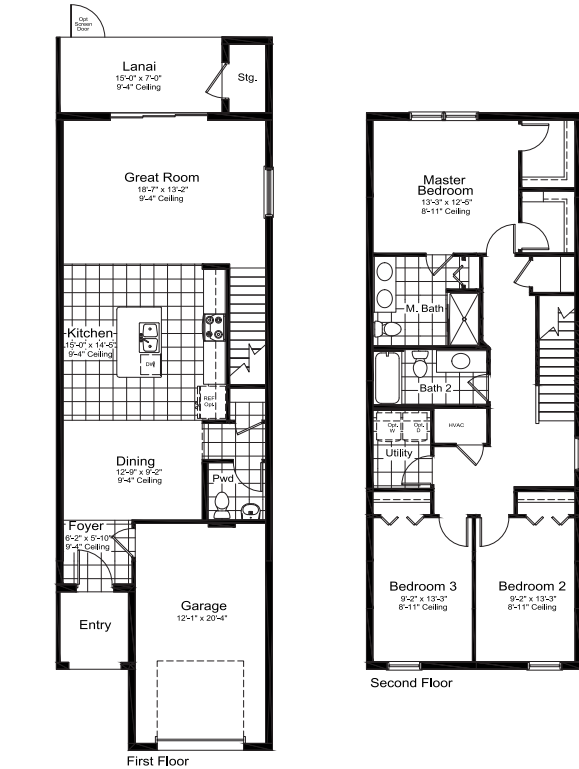 Opt
Screen
Door
Lanai
15'-0" x 7'-0"
9'-4" Ceiling
Stg.
Great Room
18'-7" x 13'-2"
9'-4" Ceiling
Kitchen
15'-0" x 14'-5"
9'-4" Ceiling
DW
REF
Opt.
Dining
12'-9" x 9'-2"
9'-4" Ceiling
Pwd
Foyer
6'-2" x 5'-10"
9'-4" Ceiling
Entry
Garage
12'-1" x 20'-4"
First Floor
Master
Bedroom
13'-3" x 12'-5"
8'-11" Ceiling
M. Bath
Bath 2
Opt.
W
Opt.
D
HVAC
Utility
Bedroom 3
9'-2" x 13'-3"
8'-11" Ceiling
Bedroom 2
9'-2" x 13'-3"
8'-11" Ceiling
Second Floor